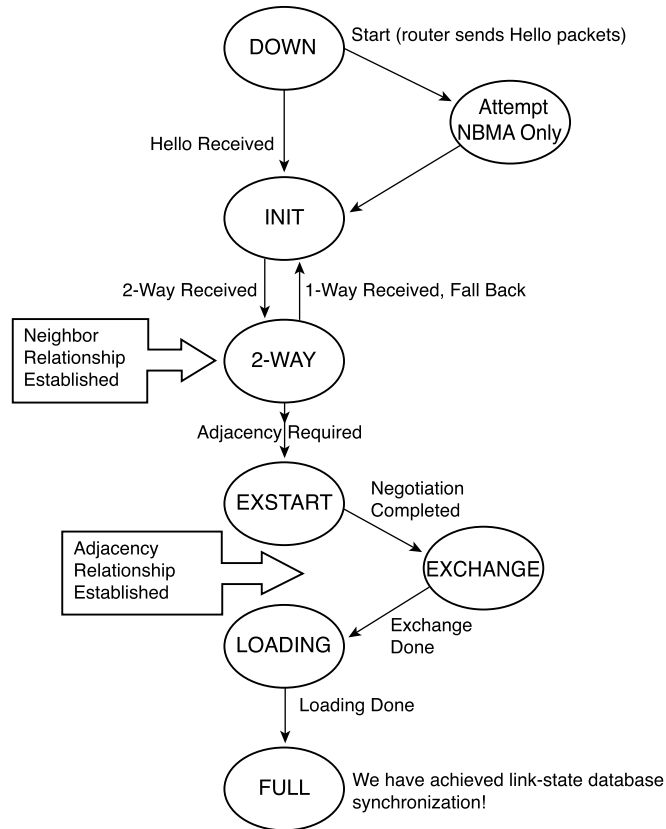 DOWN
Start (router sends Hello packets)
Attempt
NBMA Only
Hello Received
INIT
2-Way Received
1-Way Received, Fall Back
Neighbor
Relationship
Established
2-WAY
Adjacency Required
EXSTART
Negotiation
Completed
Adjacency
Relationship
Established
EXCHANGE
Exchange
Done
LOADING
Loading Done
FULL
We have achieved link-state database
synchronization!